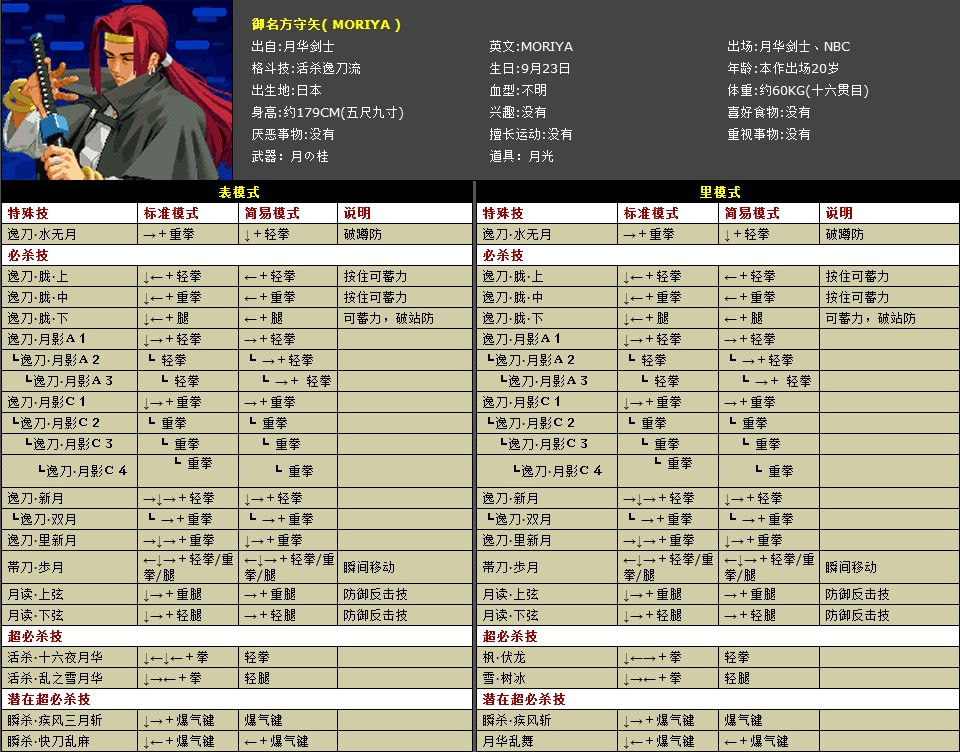 御名方守矢( MORIYA )
出自:月华剑士 英文:MORIYA 出场:月华剑士、NBC
格斗技:活杀逸刀流 生日:9月23日 年龄:本作出场20岁
出生地:日本 血型:不明 体重:约60KG(十六贯目)
身高:约179CM(五尺九寸) 兴趣:没有 喜好食物:没有
厌恶事物:没有 擅长运动:没有 重视事物:没有
武器：月の桂 道具：月光
表模式 里模式
特殊技 标准模式 简易模式 说明 特殊技 标准模式 简易模式 说明
逸刀·水无月 →+重拳 ↓+轻拳 破蹲防 逸刀·水无月 →+重拳 ↓+轻拳 破蹲防
必杀技 必杀技
逸刀·胧·上 ↓←+轻拳 ←+轻拳 按住可蓄力 逸刀·胧·上 ↓←+轻拳 ←+轻拳 按住可蓄力
逸刀·胧·中 ↓←+重拳 ←+重拳 按住可蓄力 逸刀·胧·中 ↓←+重拳 ←+重拳 按住可蓄力
逸刀·胧·下 ↓←+腿 ←+腿 可蓄力，破站防 逸刀·胧·下 ↓←+腿 ←+腿 可蓄力，破站防
逸刀·月影A１ ↓→+轻拳 →+轻拳 逸刀·月影A１ ↓→+轻拳 →+轻拳
┗逸刀·月影A２ ┗ 轻拳 ┗ →+轻拳 ┗逸刀·月影A２ ┗ 轻拳 ┗ →+轻拳
┗逸刀·月影A３ ┗ 轻拳 ┗ →+ 轻拳 ┗逸刀·月影A３ ┗ 轻拳 ┗ →+ 轻拳
逸刀·月影C１ ↓→+重拳 →+重拳 逸刀·月影C１ ↓→+重拳 →+重拳
┗逸刀·月影C２ ┗ 重拳 ┗ 重拳 ┗逸刀·月影C２ ┗ 重拳 ┗ 重拳
┗逸刀·月影C３ ┗ 重拳 ┗ 重拳 ┗逸刀·月影C３ ┗ 重拳 ┗ 重拳
┗逸刀·月影C４ ┗ 重拳 ┗ 重拳 ┗逸刀·月影C４ ┗ 重拳 ┗ 重拳
逸刀·新月 →↓→+轻拳 ↓→+轻拳 逸刀·新月 →↓→+轻拳 ↓→+轻拳
┗逸刀·双月 ┗ →+重拳 ┗ →+重拳 ┗逸刀·双月 ┗ →+重拳 ┗ →+重拳
逸刀·里新月 →↓→+重拳 ↓→+重拳 逸刀·里新月 →↓→+重拳 ↓→+重拳
帯刀·歩月 ←↓→+轻拳/重拳/腿 ←↓→+轻拳/重拳/腿 瞬间移动 帯刀·歩月 ←↓→+轻拳/重拳/腿 ←↓→+轻拳/重拳/腿 瞬间移动
月读·上弦 ↓→+重腿 →+重腿 防御反击技 月读·上弦 ↓→+重腿 →+重腿 防御反击技
月读·下弦 ↓→+轻腿 →+轻腿 防御反击技 月读·下弦 ↓→+轻腿 →+轻腿 防御反击技
超必杀技 超必杀技
活杀·十六夜月华 ↓←↓←+拳 轻拳 枫·伏龙 ↓←→+拳 轻拳
活杀·乱之雪月华 ↓→←+拳 轻腿 雪·树冰 ↓→←+拳 轻腿
潜在超必杀技 潜在超必杀技
瞬杀·疾风三月斩 ↓→+爆气键 爆气键 瞬杀·疾风斩 ↓→+爆气键 爆气键
瞬杀·快刀乱麻 ↓←+爆气键 ←+爆气键 月华乱舞 ↓←+爆气键 ←+爆气键